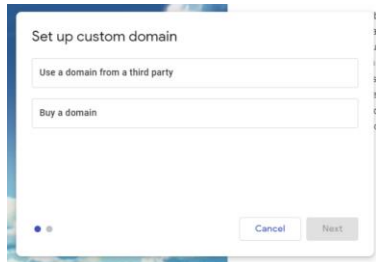 Set up custom domain
Use a domain from a third party
Buy a domain
Cancel
Next